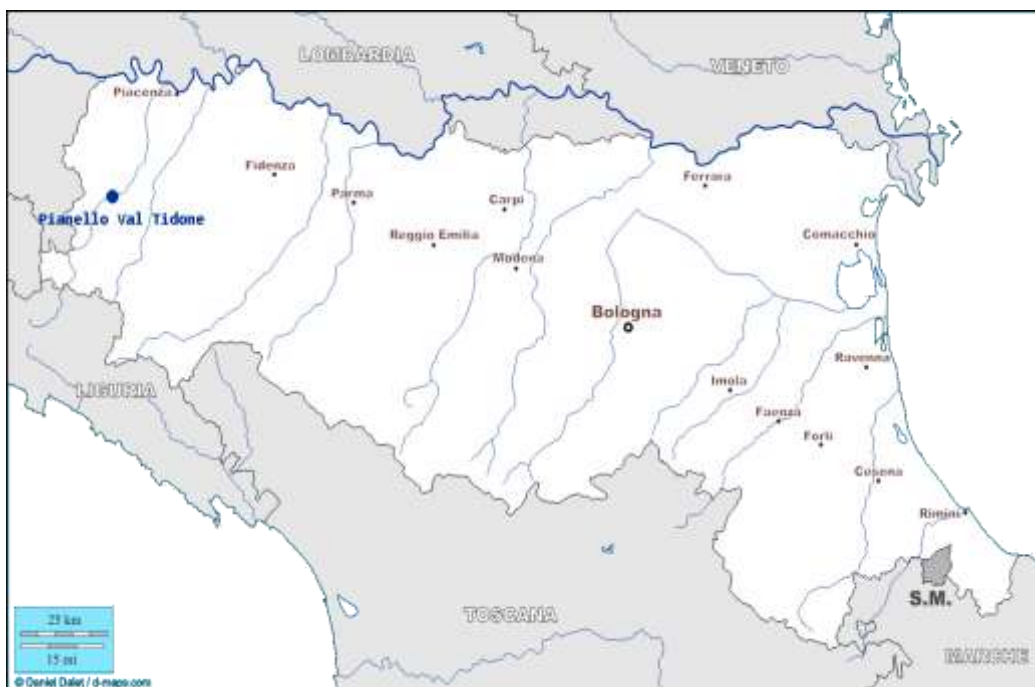 LOMBARDIA
VENETO
Piacenza
Fidenza
Ferrara
Parma
Carpi
Pianello Val Tidone
Reggio Emilia
Comacchio
Modena
Bologna
Ravenna
LIGURIA
Imola
Faenza
Forlì
Cesena
Rimini
S.M.
TOSCANA
25 km
15 mi
MARCHE
© Daniel Dalet / d-maps.com